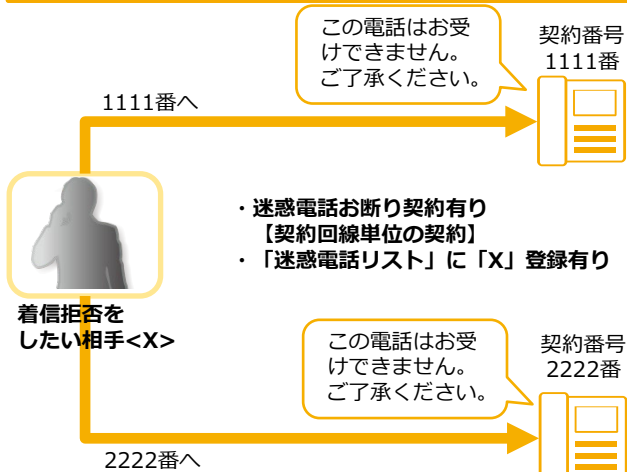 この電話はお受
けできません。
ご了承ください。
契約番号
1111番
1111番へ
・迷惑電話お断り契約有り
【契約回線単位の契約】
・「迷惑電話リスト」に「X」登録有り
着信拒否を
したい相手<X>
この電話はお受
けできません。
ご了承ください。
契約番号
2222番
2222番へ